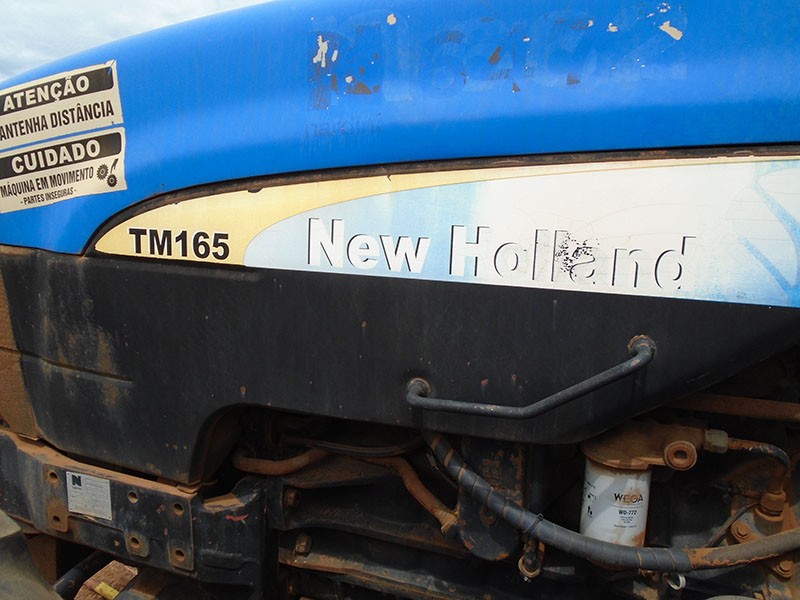 ATENÇÃO
ANTENHA DISTÂNCIA
CUIDADO
MÁQUINA EM MOVIMENTO
- PARTES INSEGURAS -
TM165
New Holland
N
WEGA
WO-772